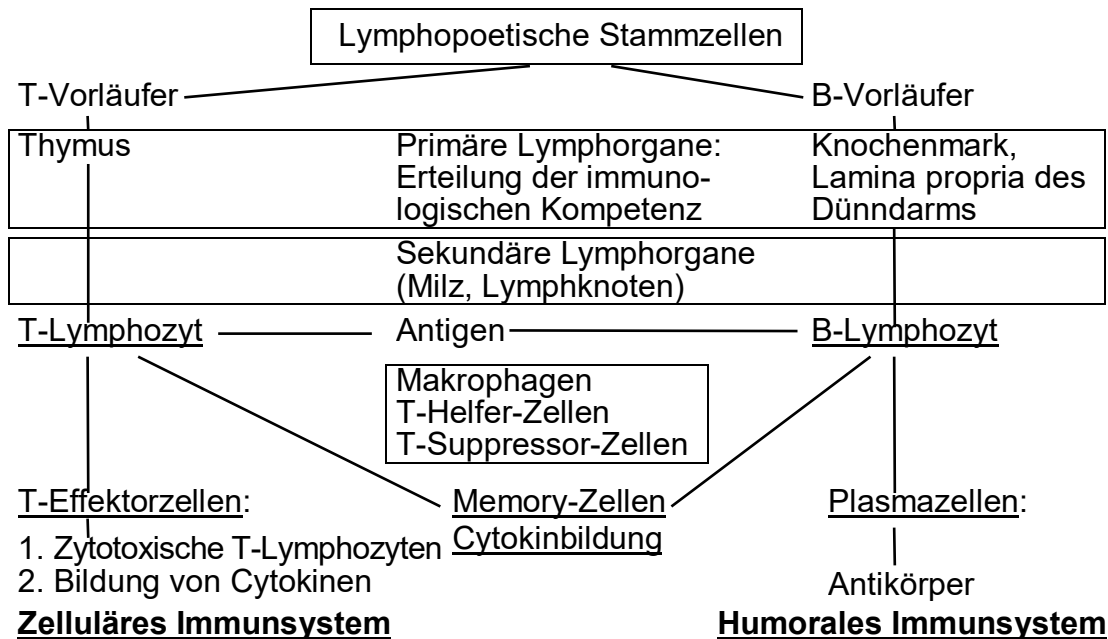 Lymphopoetische Stammzellen
T-Vorläufer
B-Vorläufer
Thymus
Primäre Lymphorgane:
Erteilung der immuno-
logischen Kompetenz
Knochenmark,
Lamina propria des
Dünndarms
Sekundäre Lymphorgane
(Milz, Lymphknoten)
T-Lymphozyt
Antigen
B-Lymphozyt
Makrophagen
T-Helfer-Zellen
T-Suppressor-Zellen
T-Effektorzellen:
1. Zytotoxische T-Lymphozyten
2. Bildung von Cytokinen
Memory-Zellen
Cytokinbildung
Plasmazellen:
Antikörper
Zelluläres Immunsystem
Humorales Immunsystem